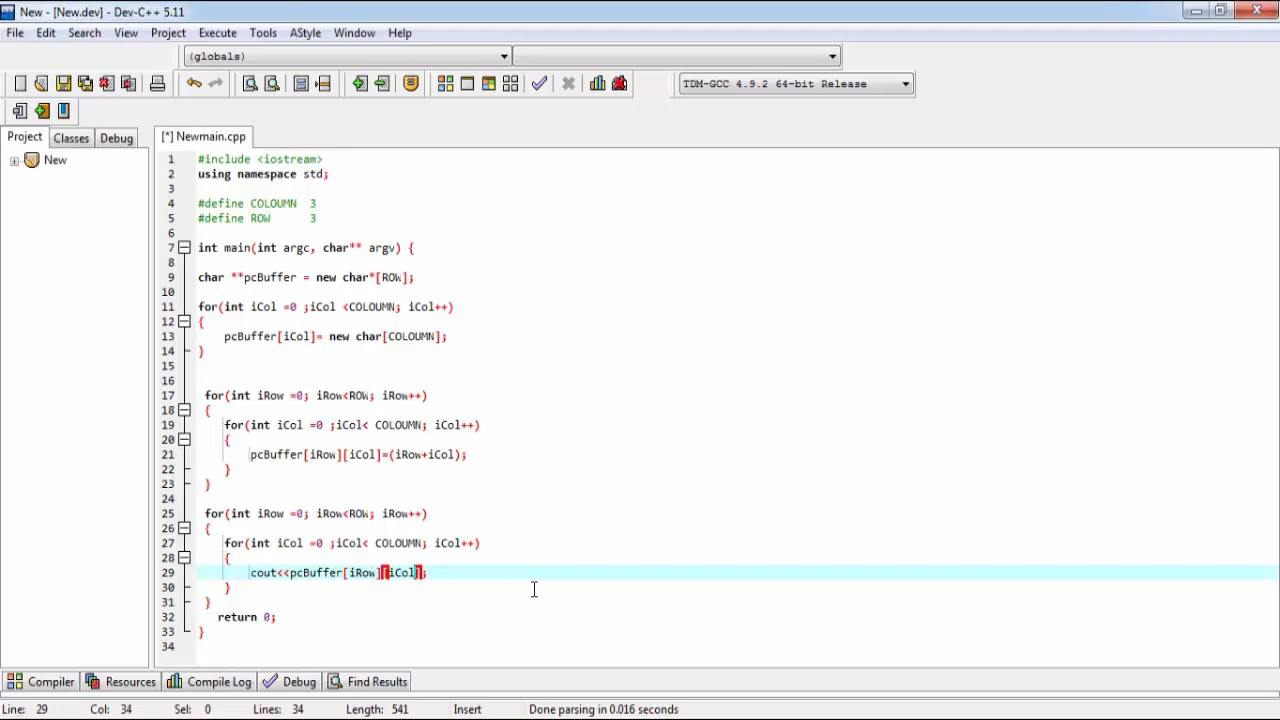 New - [New.dev] - Dev-C++ 5.11
File Edit Search View Project Execute Tools AStyle Window Help
(globals)
TDM-GCC 4.9.2 64-bit Release
Project Classes Debug
[*] Newmain.cpp
New
1 #include <iostream>
2 using namespace std;
3
4 #define COLOUMN 3
5 #define ROW 3
6
7 int main(int argc, char** argv) {
8
9 char **pcBuffer = new char*[ROW];
10
11 for(int iCol =0 ;iCol <COLOUMN; iCol++)
12 {
13 pcBuffer[iCol]= new char[COLOUMN];
14 }
15
16
17 for(int iRow =0; iRow<ROW; iRow++)
18 {
19 for(int iCol =0 ;iCol< COLOUMN; iCol++)
20 {
21 pcBuffer[iRow][iCol]=(iRow+iCol);
22 }
23 }
24
25 for(int iRow =0; iRow<ROW; iRow++)
26 {
27 for(int iCol =0 ;iCol< COLOUMN; iCol++)
28 {
29 cout<<pcBuffer[iRow][iCol];
30 }
31 }
32 return 0;
33 }
34
Compiler Resources Compile Log Debug Find Results
Line: 29 Col: 34 Sel: 0 Lines: 34 Length: 541 Insert Done parsing in 0.016 seconds